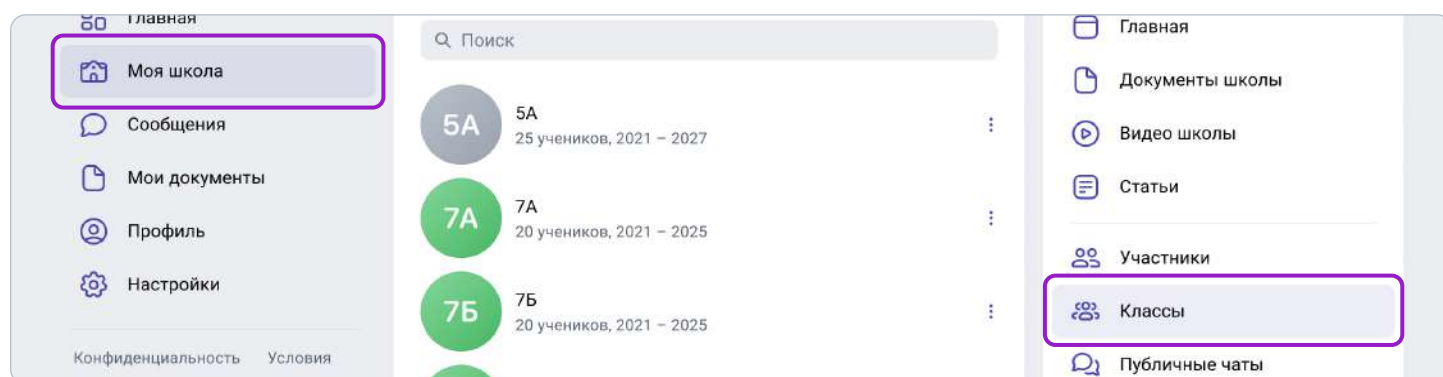 Главная
Моя школа
Сообщения
Мои документы
Профиль
Настройки
Конфиденциальность Условия
Поиск
5А
5А
25 учеников, 2021 – 2027
7А
7А
20 учеников, 2021 – 2025
7Б
7Б
20 учеников, 2021 – 2025
Главная
Документы школы
Видео школы
Статьи
Участники
Классы
Публичные чаты